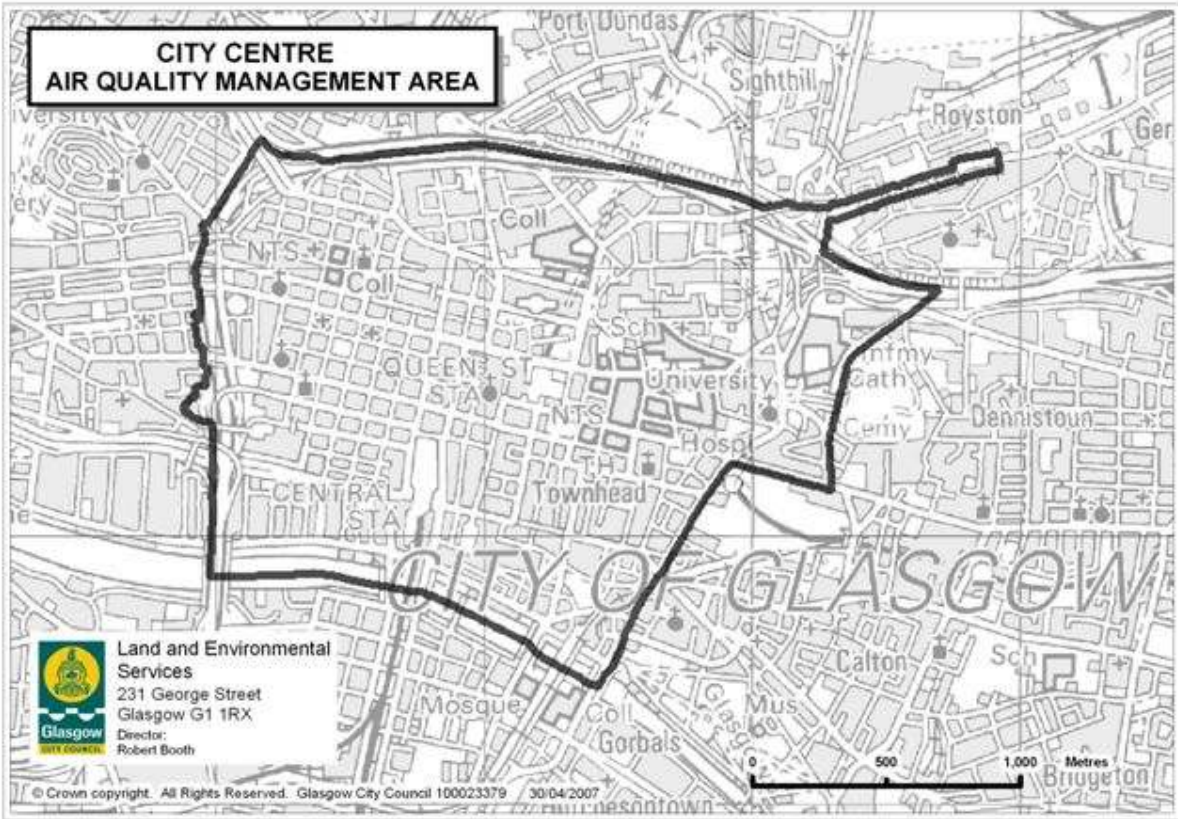 CITY CENTRE
AIR QUALITY MANAGEMENT AREA
Port Dundas
Sighthill
Royston
Coll
NTS
Coll
Sch
QUEEN ST
STA
University
Cath
NTS
Cemy
Dennistoun
Hosp
TH
CENTRAL
STA
Townhead
CITY OF GLASGOW
Calton
Sch
Mosque
Mus
Coll
Gorbals
Bridgeton
Land and Environmental
Services
231 George Street
Glasgow G1 1RX
Director:
Robert Booth
Glasgow
CITY COUNCIL
0 500 1,000 Metres
© Crown copyright. All Rights Reserved. Glasgow City Council 100023379 30/04/2007